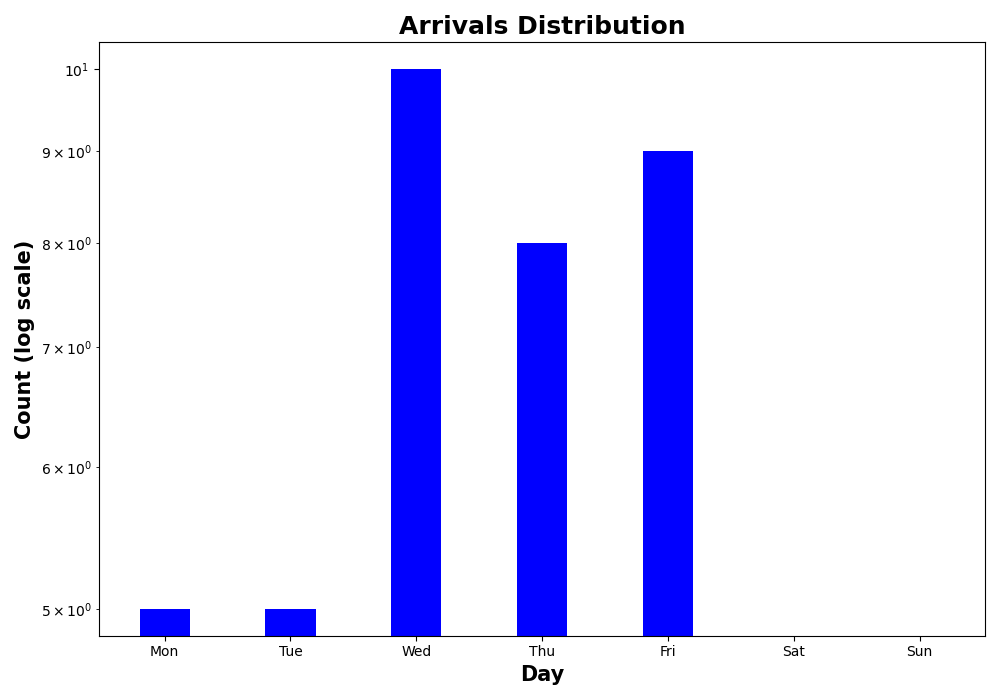 Arrivals Distribution
Count (log scale)
10¹
9 × 10⁰
8 × 10⁰
7 × 10⁰
6 × 10⁰
5 × 10⁰
Mon Tue Wed Thu Fri Sat Sun
Day